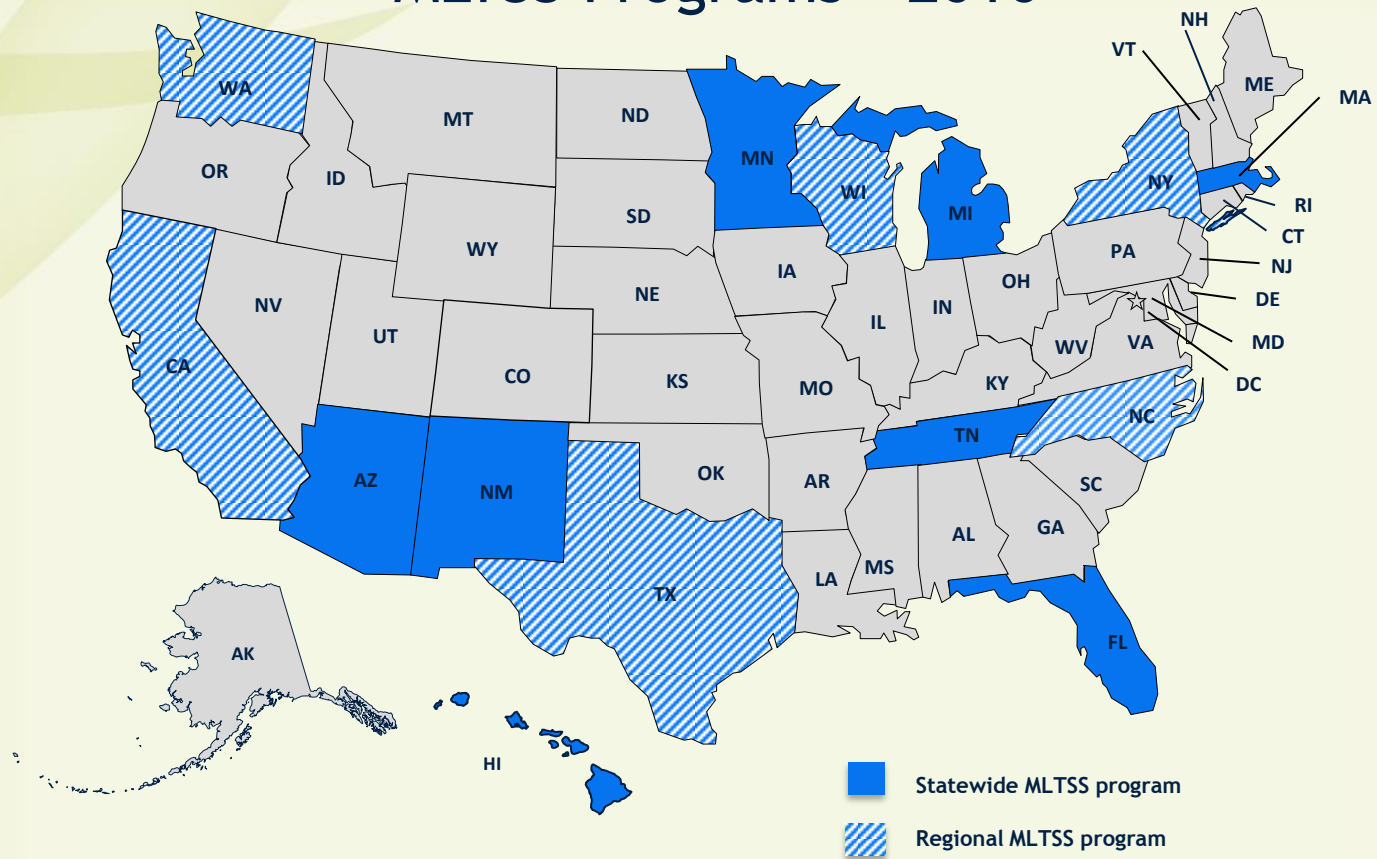 MLTSS Programs - 2010
NH
VT
WA
ME
MA
MT
ND
MN
OR
ID
WI
NY
SD
MI
RI
WY
CT
PA
NJ
IA
NE
OH
DE
NV
IN
IL
UT
MD
WV
VA
CA
CO
KS
KY
DC
MO
NC
TN
OK
AZ
AR
SC
NM
GA
AL
MS
LA
TX
FL
AK
HI
Statewide MLTSS program
Regional MLTSS program